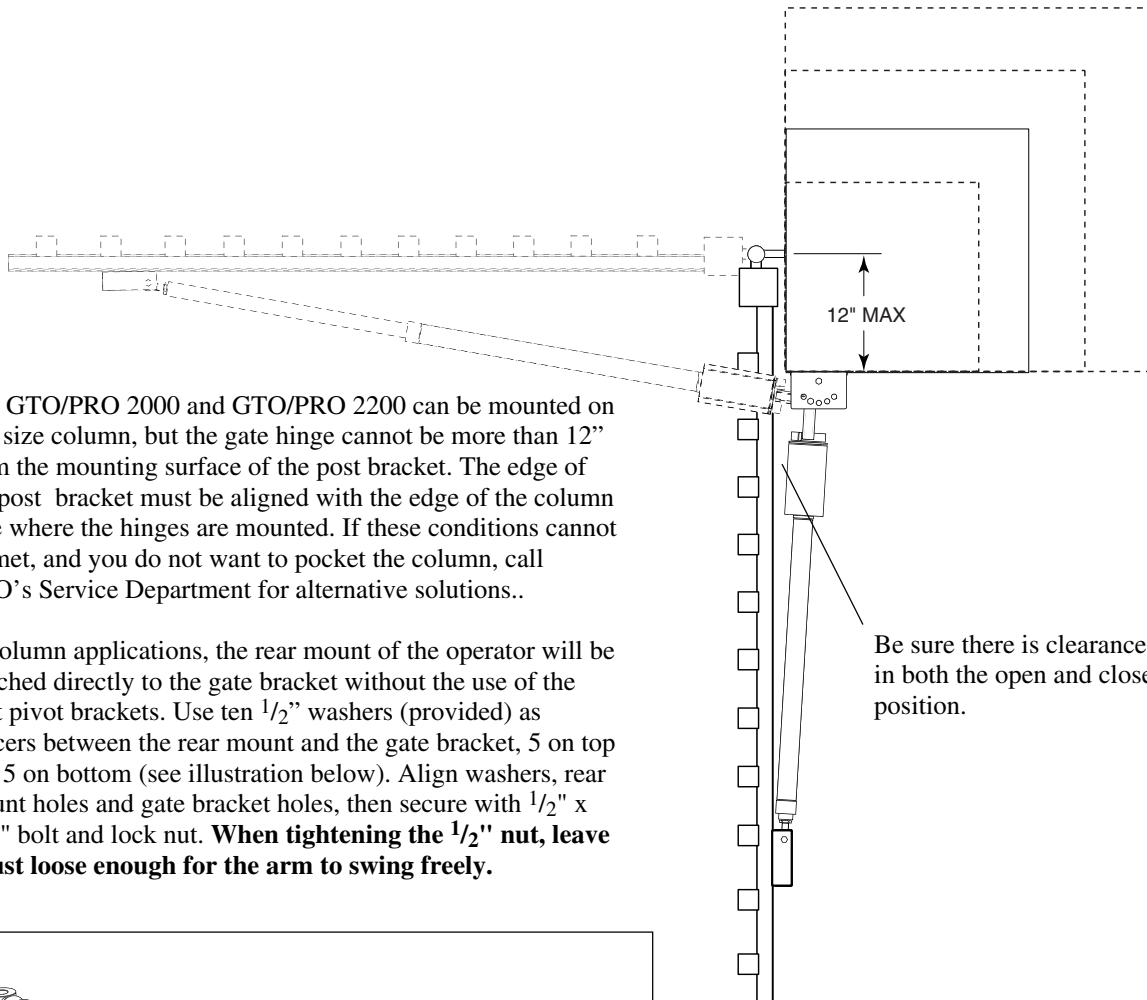 12" MAX
GTO/PRO 2000 and GTO/PRO 2200 can be mounted on
size column, but the gate hinge cannot be more than 12”
the mounting surface of the post bracket. The edge of
post bracket must be aligned with the edge of the column
where the hinges are mounted. If these conditions cannot
met, and you do not want to pocket the column, call
O’s Service Department for alternative solutions..
olumn applications, the rear mount of the operator will be
ched directly to the gate bracket without the use of the
t pivot brackets. Use ten 1/2” washers (provided) as
cers between the rear mount and the gate bracket, 5 on top
5 on bottom (see illustration below). Align washers, rear
unt holes and gate bracket holes, then secure with 1/2" x
" bolt and lock nut. When tightening the 1/2" nut, leave
ust loose enough for the arm to swing freely.
Be sure there is clearance
in both the open and close
position.